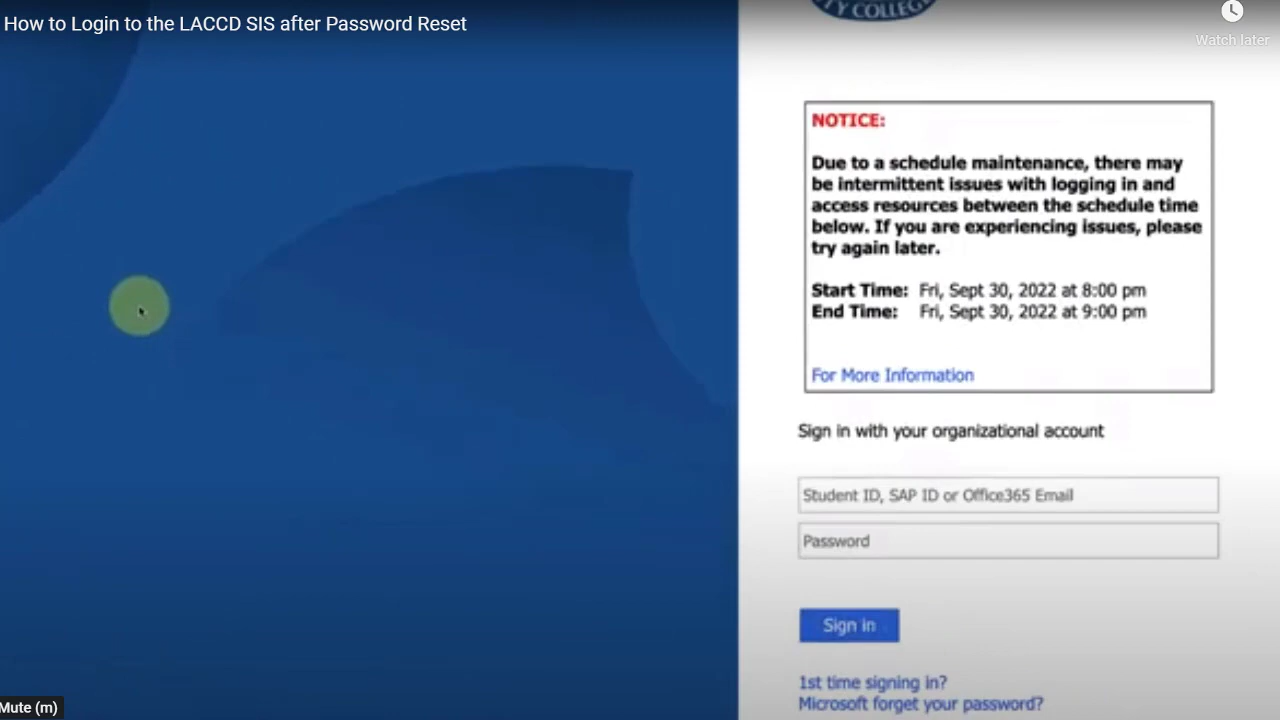 How to Login to the LACCD SIS after Password Reset
Watch later
TY COLLEG
NOTICE:
Due to a schedule maintenance, there may
be intermittent issues with logging in and
access resources between the schedule time
below. If you are experiencing issues, please
try again later.
Start Time: Fri, Sept 30, 2022 at 8:00 pm
End Time: Fri, Sept 30, 2022 at 9:00 pm
For More Information
Sign in with your organizational account
Student ID, SAP ID or Office365 Email
Password
Sign in
1st time signing in?
Microsoft forget your password?
Mute (m)